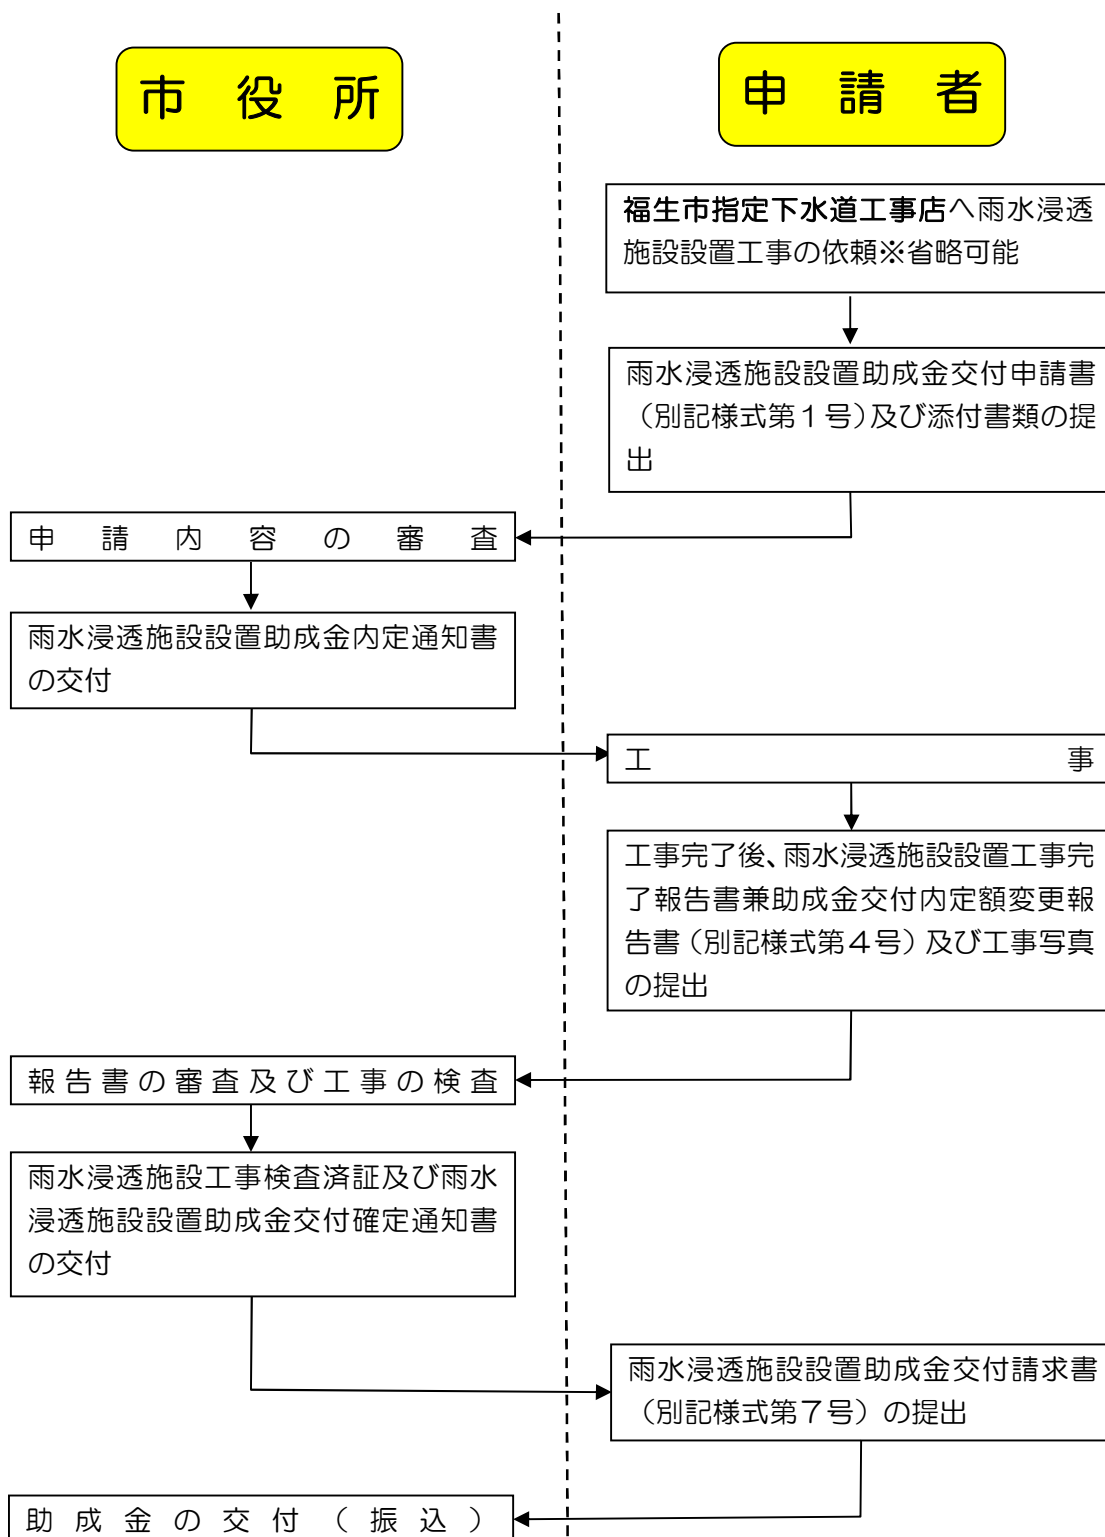 市役所
申請者
福生市指定下水道工事店へ雨水浸透
施設設置工事の依頼※省略可能
雨水浸透施設設置助成金交付申請書
（別記様式第１号）及び添付書類の提
出
申請内容の審査
雨水浸透施設設置助成金内定通知書
の交付
工事
工事完了後、雨水浸透施設設置工事完
了報告書兼助成金交付内定額変更報
告書（別記様式第４号）及び工事写真
の提出
報告書の審査及び工事の検査
雨水浸透施設工事検査済証及び雨水
浸透施設設置助成金交付確定通知書
の交付
雨水浸透施設設置助成金交付請求書
（別記様式第７号）の提出
助成金の交付（振込）